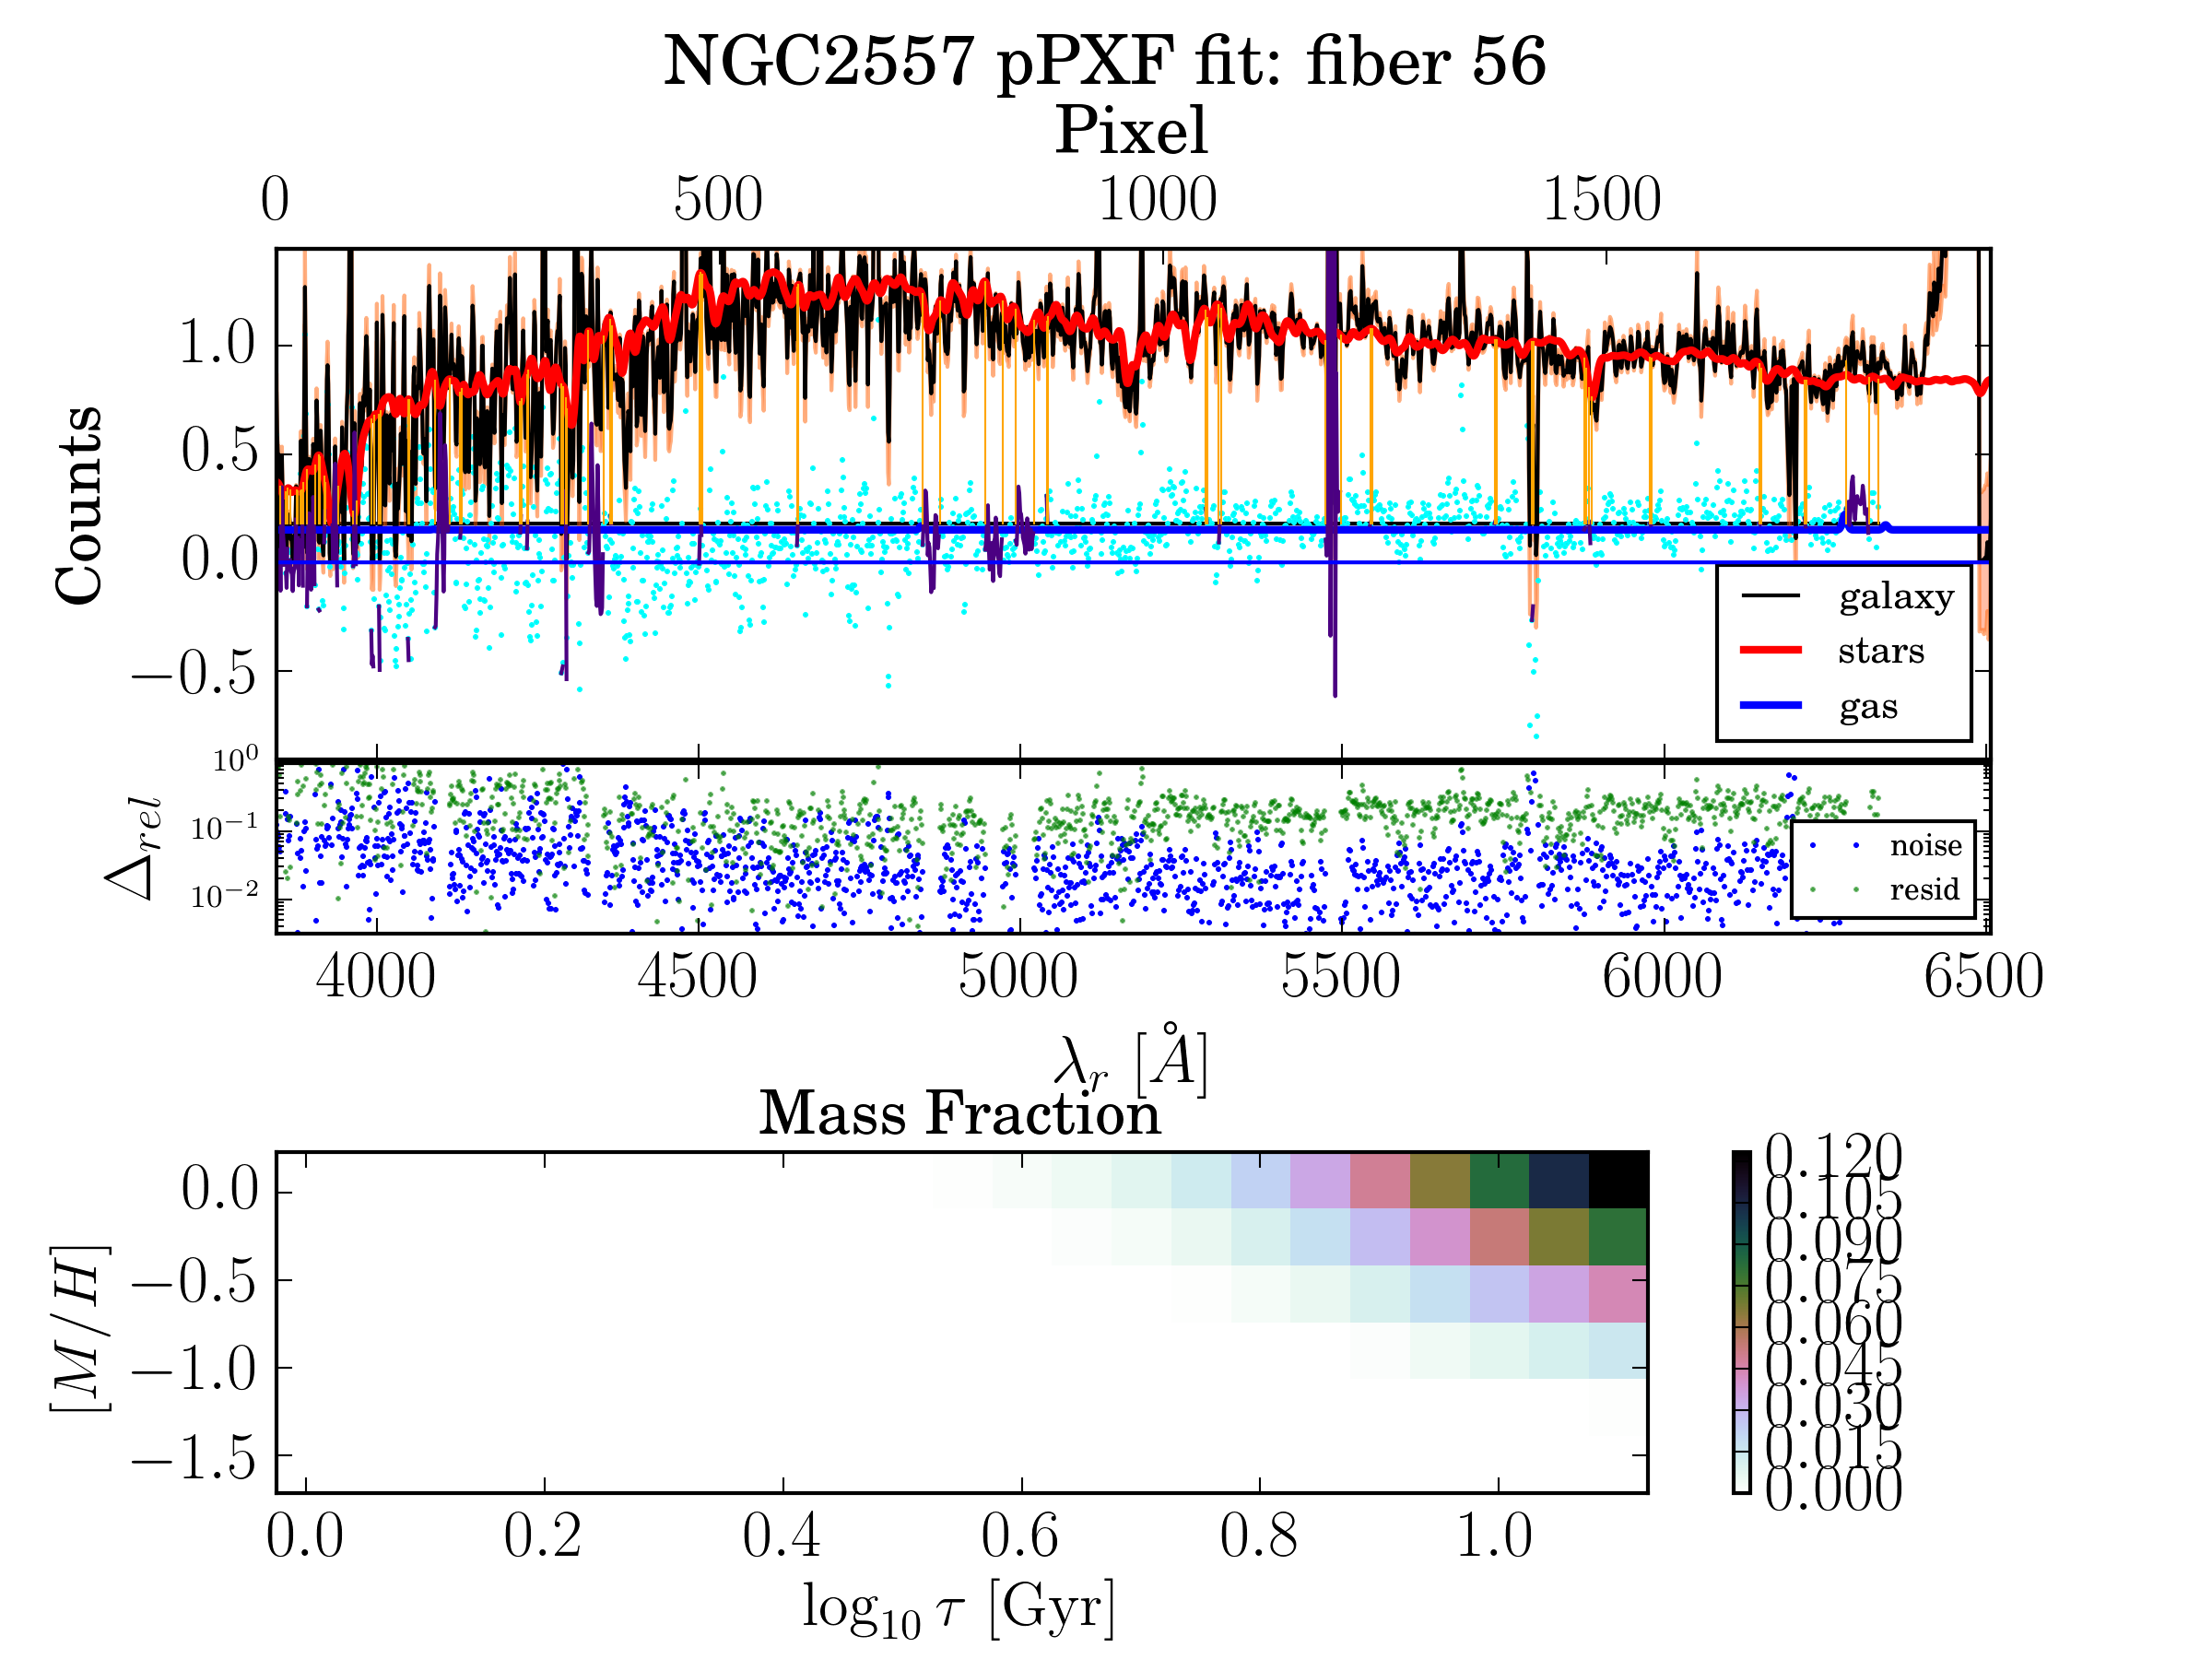 NGC2557 pPXF fit: fiber 56
Pixel
0 500 1000 1500
Counts
1.0
0.5
0.0
−0.5
galaxy
stars
gas
Δrel
10^0
10^−1
10^−2
noise
resid
4000 4500 5000 5500 6000 6500
λr [Å]
Mass Fraction
[M/H]
0.0
−0.5
−1.0
−1.5
0.0 0.2 0.4 0.6 0.8 1.0
log10 τ [Gyr]
0.120
0.105
0.090
0.075
0.060
0.045
0.030
0.015
0.000